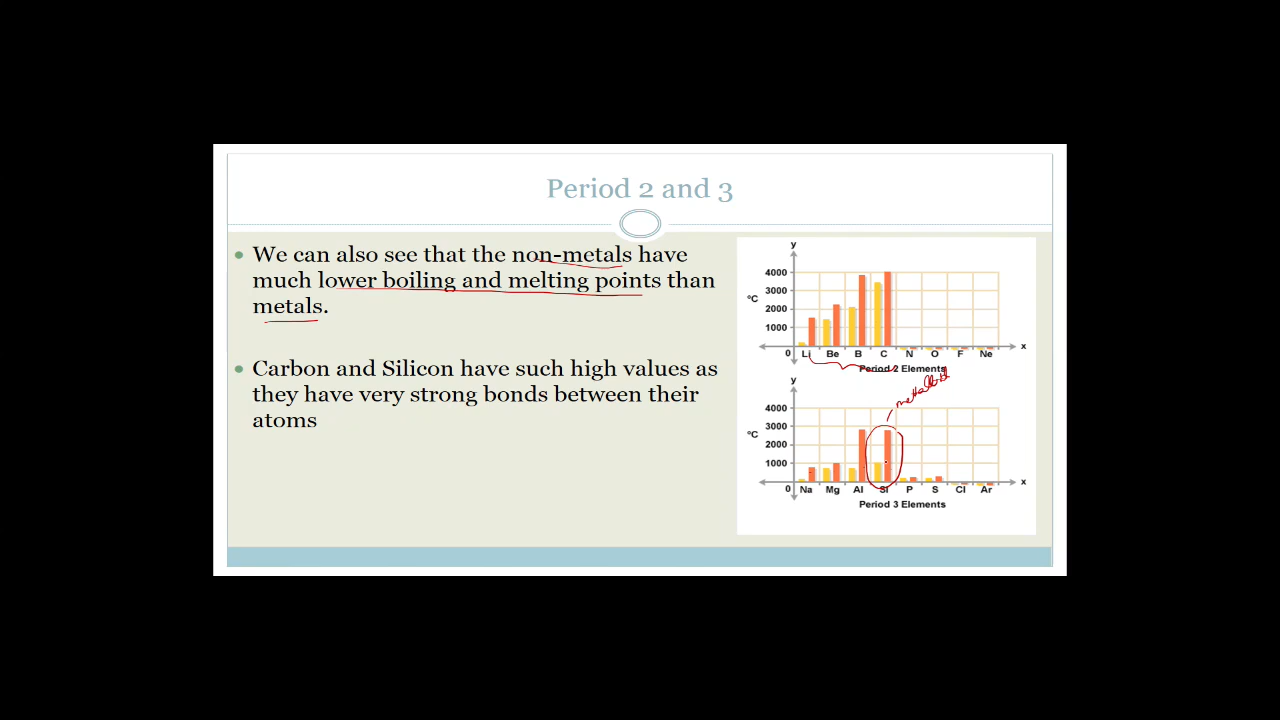 Period 2 and 3
We can also see that the non-metals have
much lower boiling and melting points than
metals.
Carbon and Silicon have such high values as
they have very strong bonds between their
atoms
y
4000
3000
°C
2000
1000
0 Li Be B C N O F Ne x
Period 2 Elements
metalloid
y
4000
3000
°C
2000
1000
0 Na Mg Al Si P S Cl Ar x
Period 3 Elements